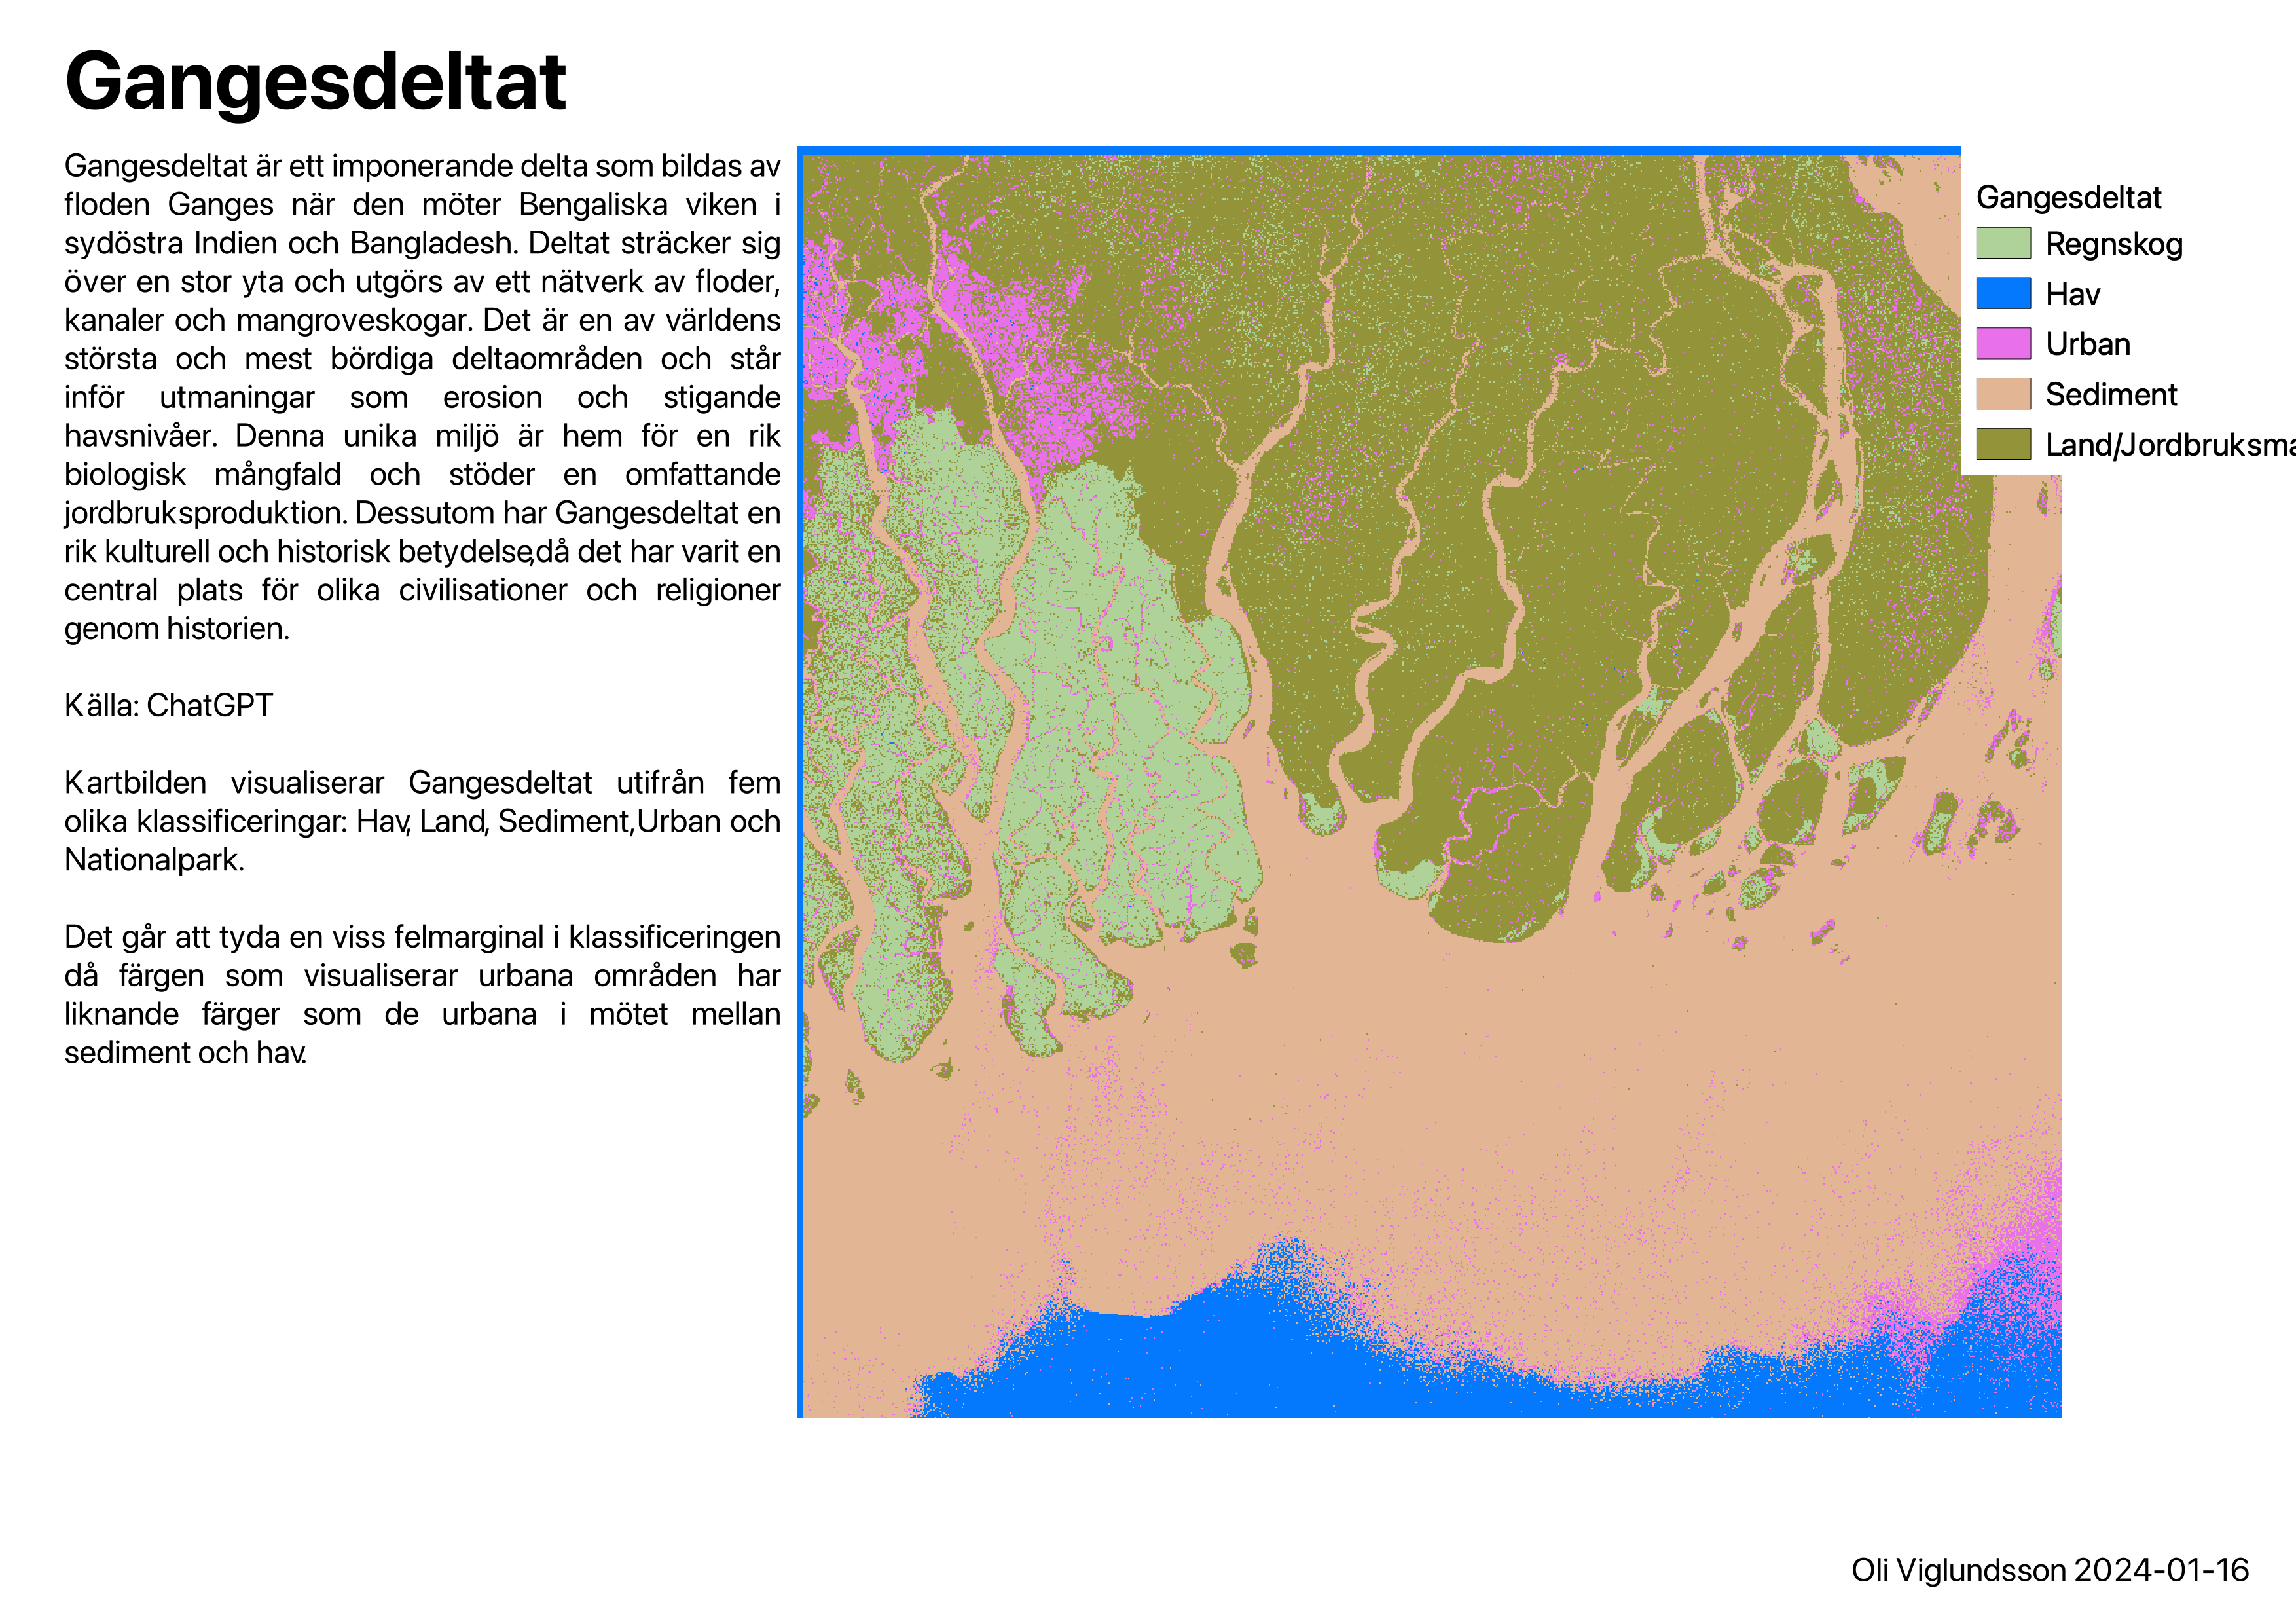 Gangesdeltat
Gangesdeltat är ett imponerande delta som bildas av
floden Ganges när den möter Bengaliska viken i
sydöstra Indien och Bangladesh. Deltat sträcker sig
över en stor yta och utgörs av ett nätverk av floder,
kanaler och mangroveskogar. Det är en av världens
största och mest bördiga deltaområden och står
inför utmaningar som erosion och stigande
havsnivåer. Denna unika miljö är hem för en rik
biologisk mångfald och stöder en omfattande
jordbruksproduktion. Dessutom har Gangesdeltat en
rik kulturell och historisk betydelse,då det har varit en
central plats för olika civilisationer och religioner
genom historien.
Källa: ChatGPT
Kartbilden visualiserar Gangesdeltat utifrån fem
olika klassificeringar: Hav, Land, Sediment,Urban och
Nationalpark.
Det går att tyda en viss felmarginal i klassificeringen
då färgen som visualiserar urbana områden har
liknande färger som de urbana i mötet mellan
sediment och hav.
Gangesdeltat
Regnskog
Hav
Urban
Sediment
Land/Jordbruksma
Oli Viglundsson 2024-01-16